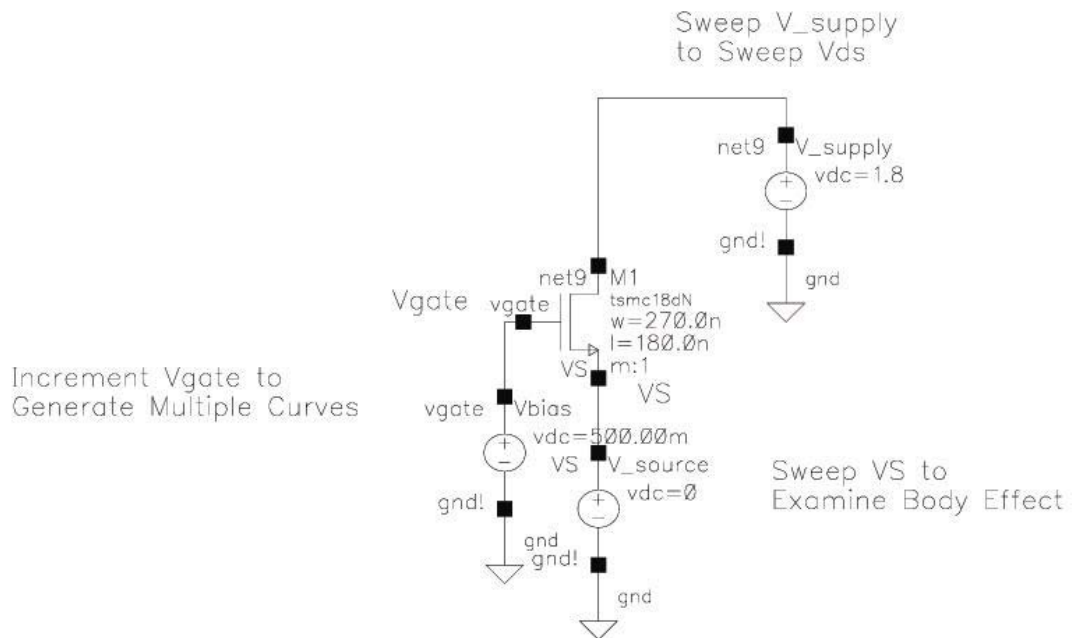 Sweep V_supply
to Sweep Vds
net9 V_supply
vdc=1.8
gnd!
gnd
net9 M1
tsmc18dN
w=270.0n
l=180.0n
m:1
Vgate vgate
VS
VS
Increment Vgate to
Generate Multiple Curves
vgate Vbias
vdc=500.00m
gnd!
gnd
VS V_source
vdc=0
Sweep VS to
Examine Body Effect
gnd!
gnd